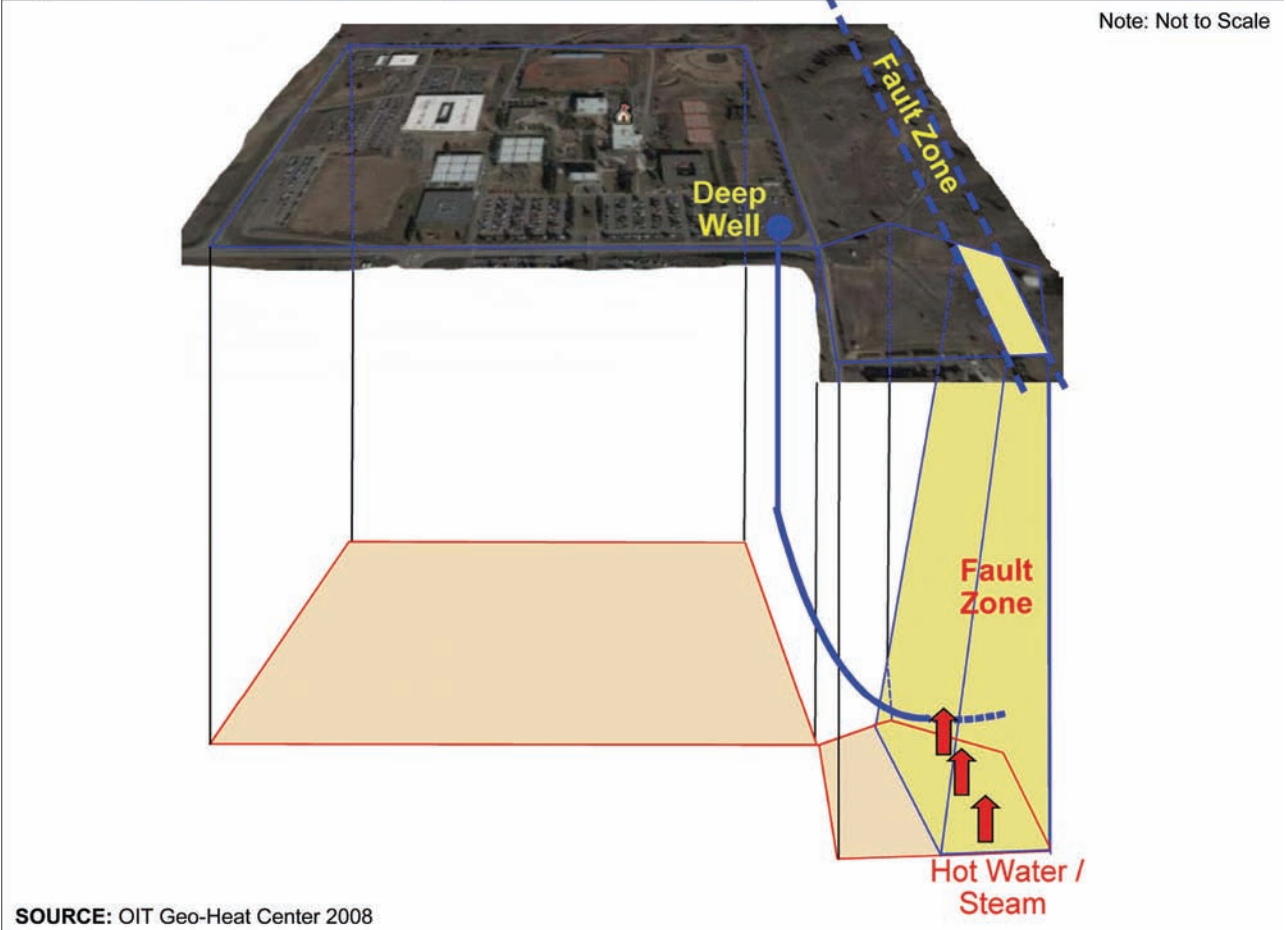 Note: Not to Scale
Fault Zone
Deep
Well
Fault
Zone
Hot Water /
Steam
SOURCE: OIT Geo-Heat Center 2008